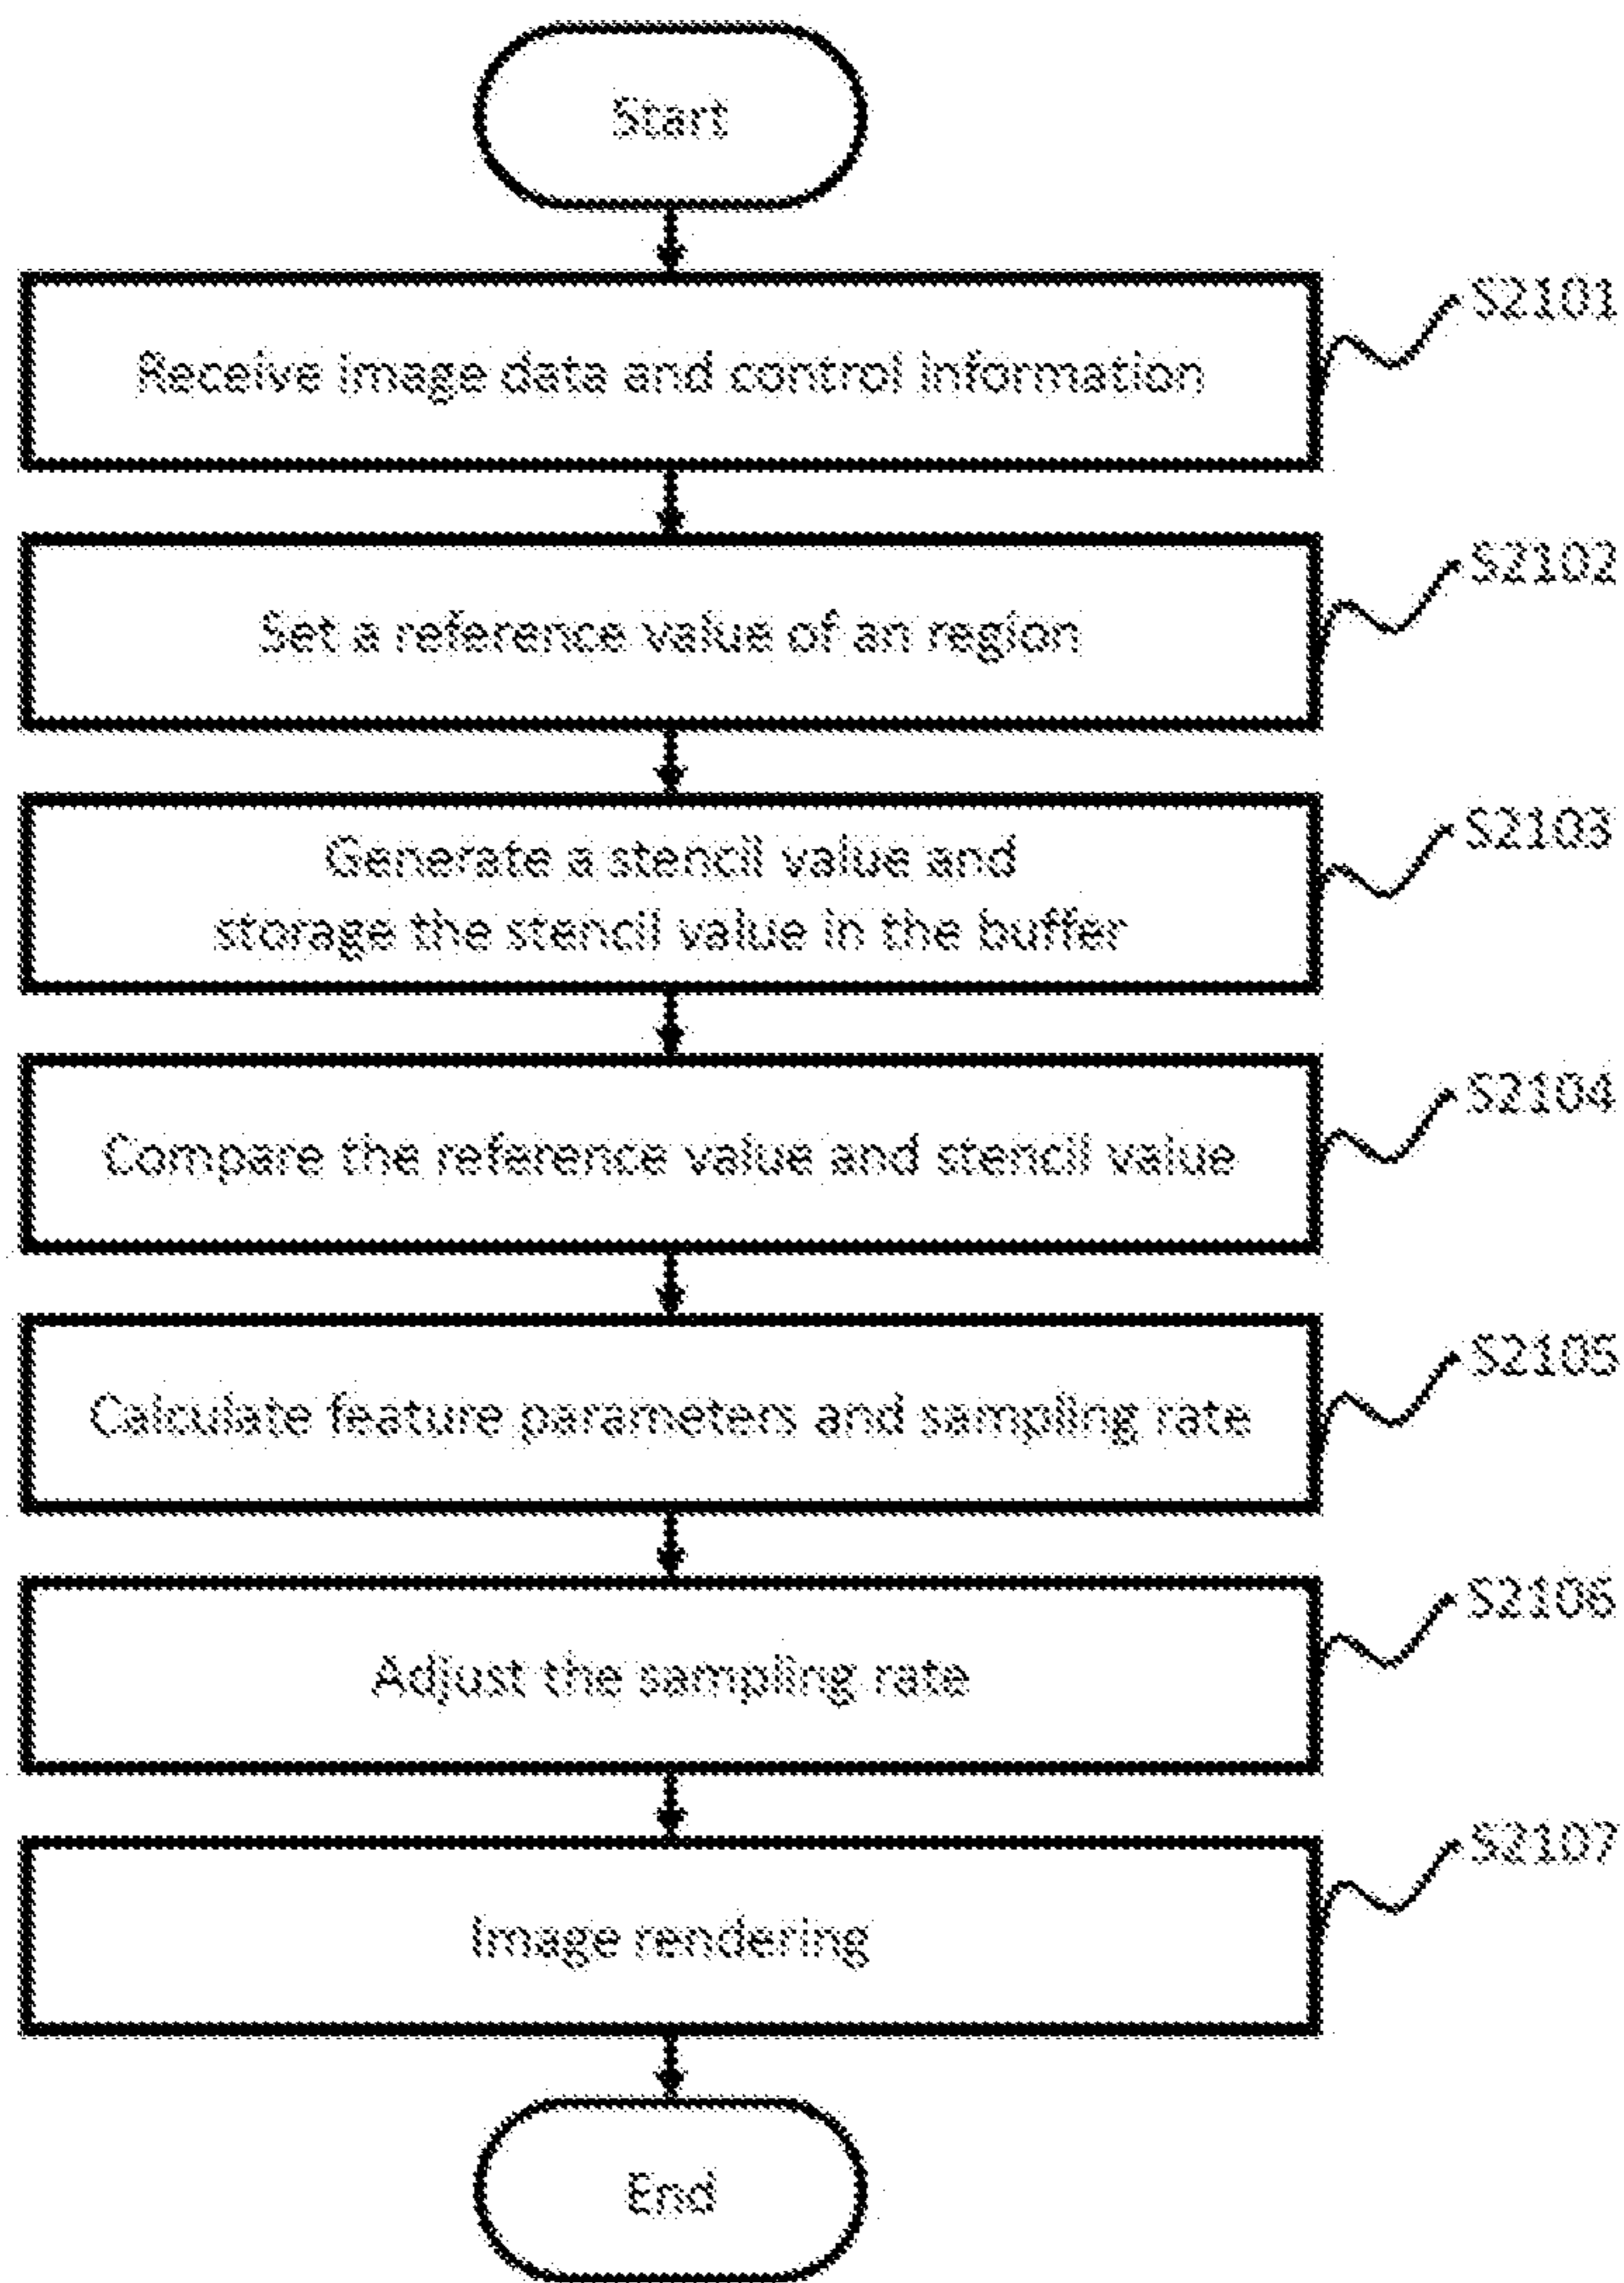 Start
Receive image data and control information
S2101
Set a reference value of an region
S2102
Generate a stencil value and
storage the stencil value in the buffer
S2103
Compare the reference value and stencil value
S2104
Calculate feature parameters and sampling rate
S2105
Adjust the sampling rate
S2106
Image rendering
S2107
End